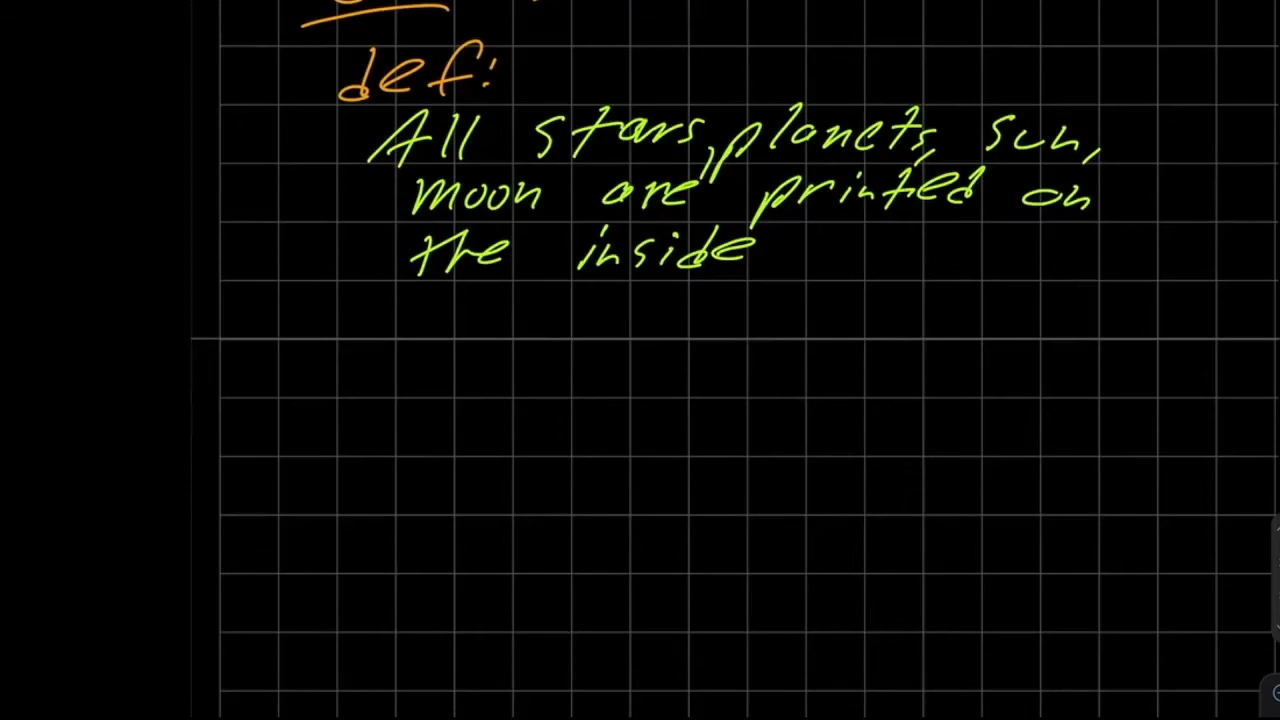 def:
All stars, planets, sun,
moon are printed on
the inside